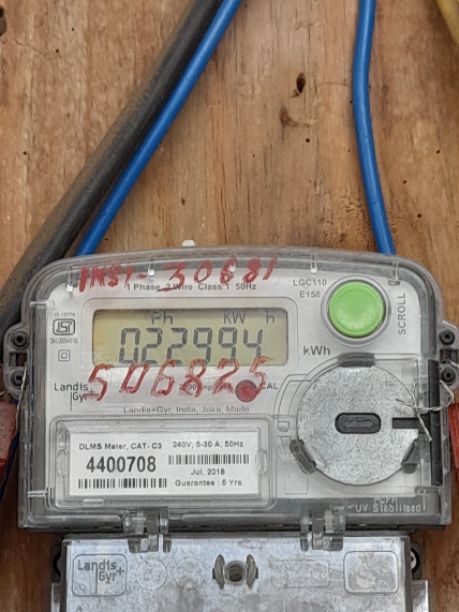 INST-30681
1 Phase 2 Wire Class 1 50Hz
LGC110
E150
SCROLL
Ph kW h
022994
kWh
506825
CAL
Landis
Gyr+
Landis+Gyr, India, Joka, Made
DLMS Meter, CAT- C3
240V, 5-30 A, 50Hz
4400708
Jul, 2018
Guarantee : 5 Yrs.
UV Stabilised
Landis
Gyr+